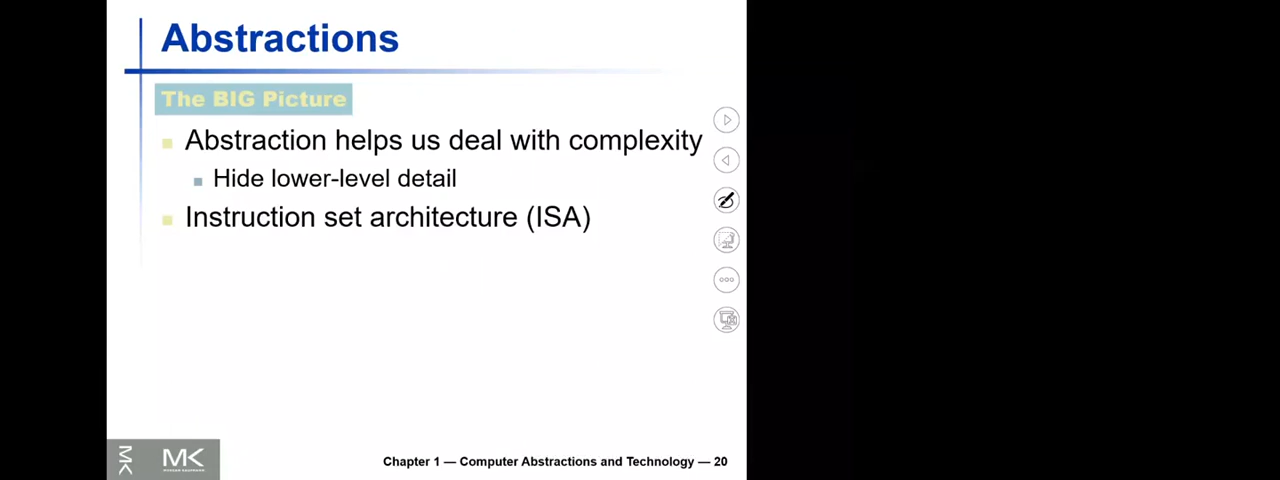 Abstractions
The BIG Picture
Abstraction helps us deal with complexity
Hide lower-level detail
Instruction set architecture (ISA)
MK
MK
Chapter 1 — Computer Abstractions and Technology — 20